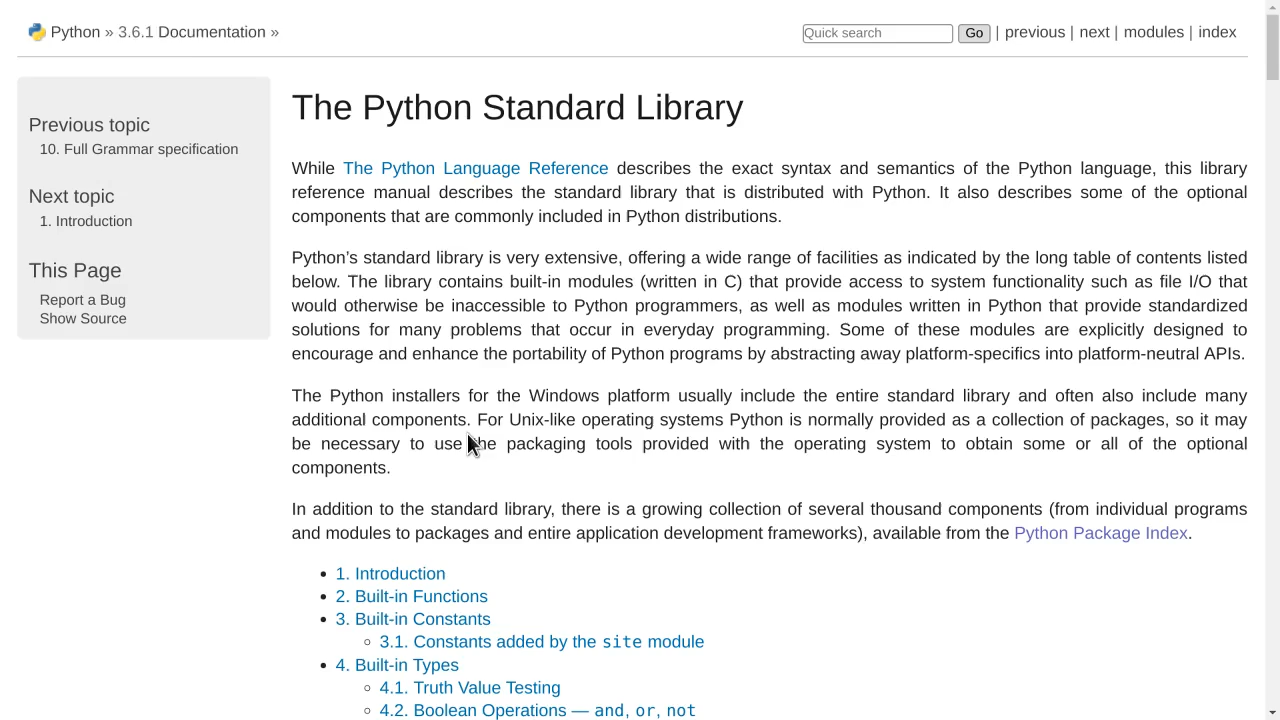 Python » 3.6.1 Documentation »
Quick search Go | previous | next | modules | index
Previous topic
10. Full Grammar specification
Next topic
1. Introduction
This Page
Report a Bug
Show Source
The Python Standard Library
While The Python Language Reference describes the exact syntax and semantics of the Python language, this library
reference manual describes the standard library that is distributed with Python. It also describes some of the optional
components that are commonly included in Python distributions.
Python’s standard library is very extensive, offering a wide range of facilities as indicated by the long table of contents listed
below. The library contains built-in modules (written in C) that provide access to system functionality such as file I/O that
would otherwise be inaccessible to Python programmers, as well as modules written in Python that provide standardized
solutions for many problems that occur in everyday programming. Some of these modules are explicitly designed to
encourage and enhance the portability of Python programs by abstracting away platform-specifics into platform-neutral APIs.
The Python installers for the Windows platform usually include the entire standard library and often also include many
additional components. For Unix-like operating systems Python is normally provided as a collection of packages, so it may
be necessary to use the packaging tools provided with the operating system to obtain some or all of the optional
components.
In addition to the standard library, there is a growing collection of several thousand components (from individual programs
and modules to packages and entire application development frameworks), available from the Python Package Index.
1. Introduction
2. Built-in Functions
3. Built-in Constants
3.1. Constants added by the site module
4. Built-in Types
4.1. Truth Value Testing
4.2. Boolean Operations — and, or, not